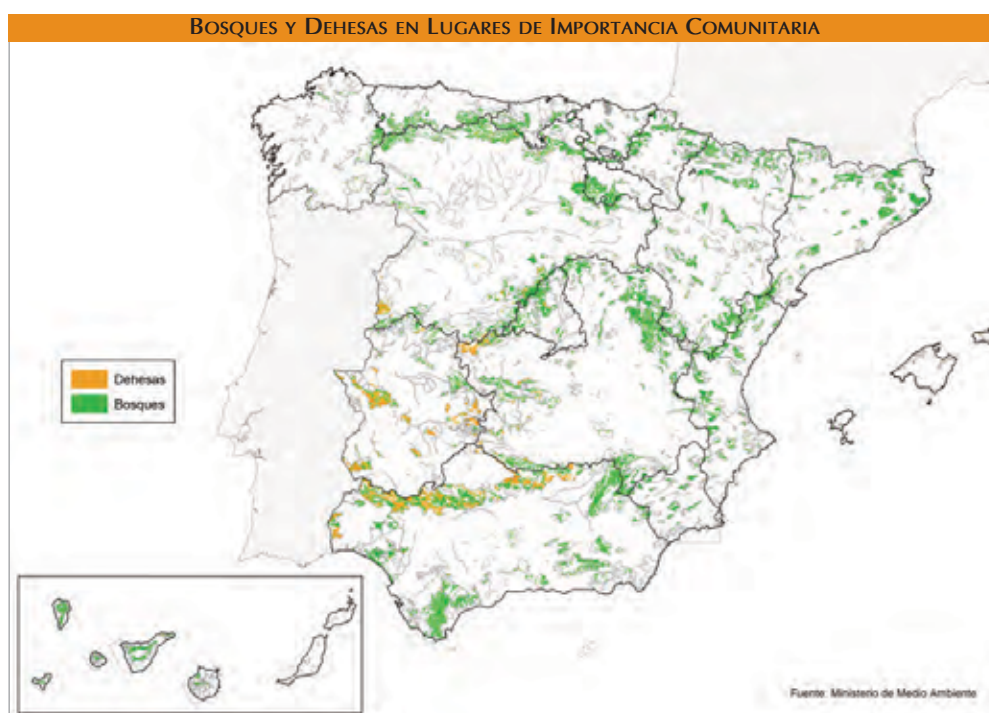 Bosques y Dehesas en Lugares de Importancia Comunitaria
Dehesas
Bosques
Fuente: Ministerio de Medio Ambiente